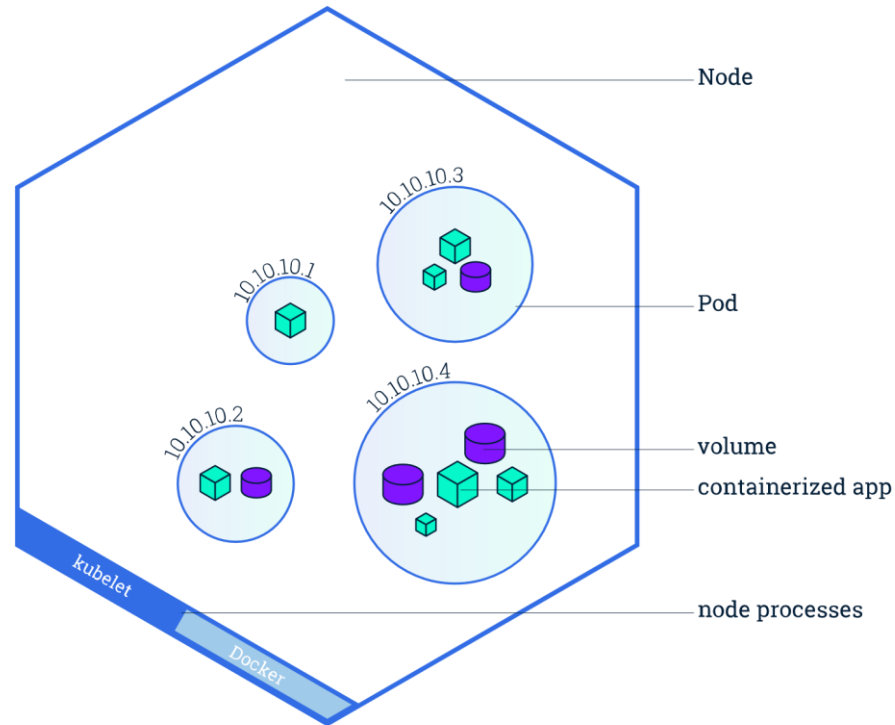 Node
10.10.10.3
10.10.10.1
Pod
10.10.10.4
10.10.10.2
volume
containerized app
kubelet
node processes
Docker